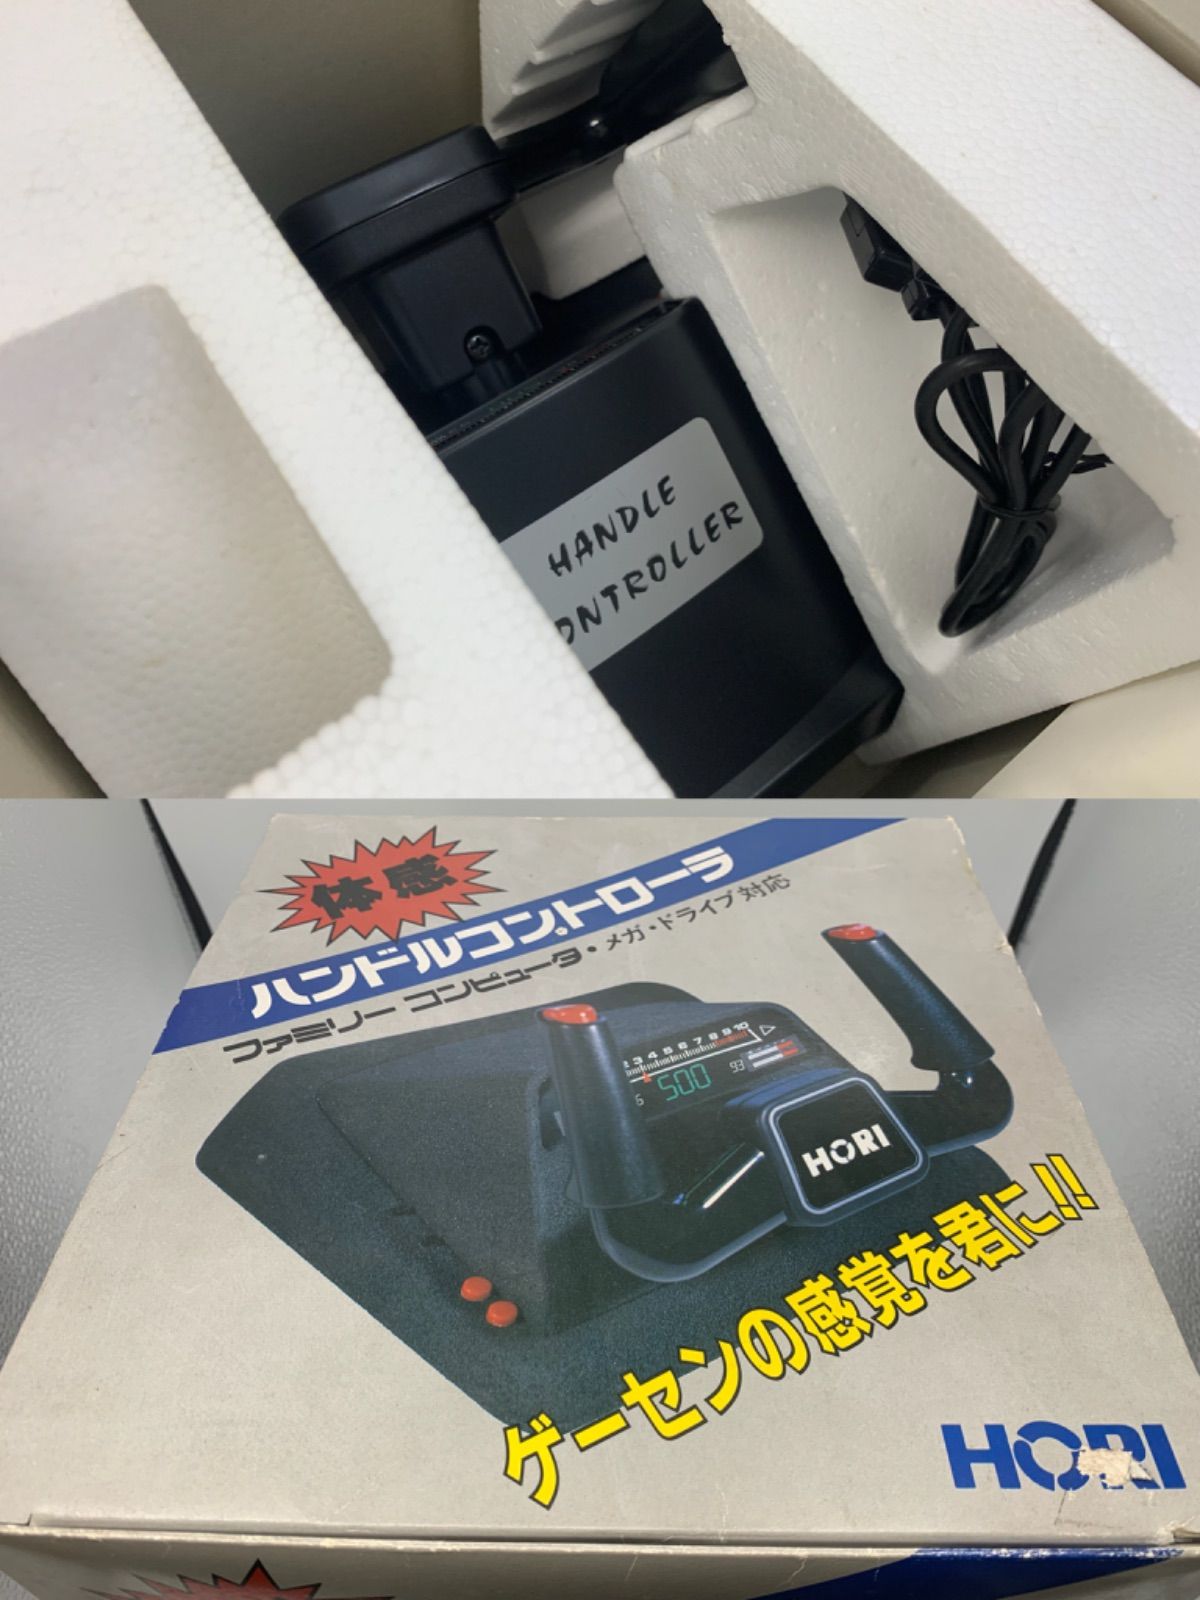 HANDLE
ONTROLLER
体感
ハンドルコントローラ
ファミリーコンピュータ・メガ・ドライブ対応
2 3 4 5 6 7 8 9 10
500
93
HORI
ゲーセンの感覚を君に!!
HORI